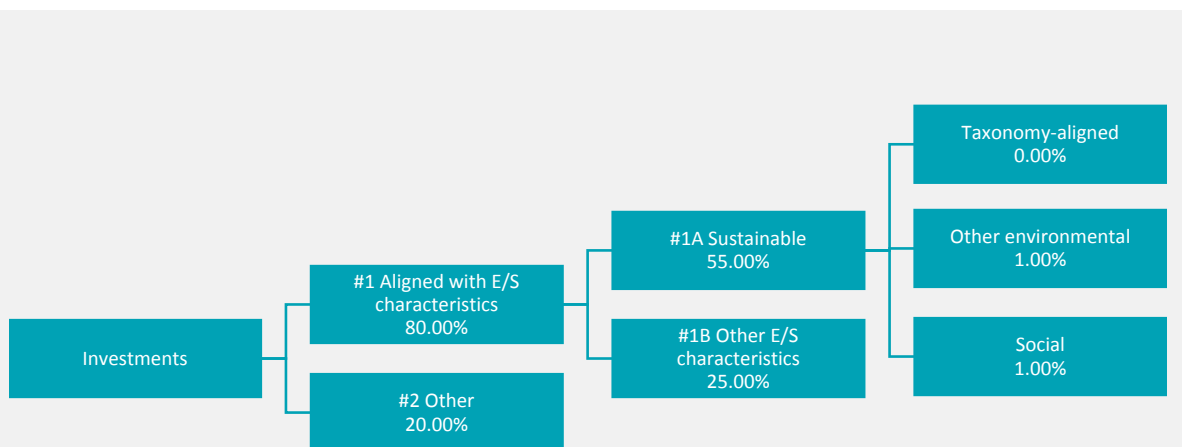 Investments
#1 Aligned with E/S
characteristics
80.00%
#2 Other
20.00%
#1A Sustainable
55.00%
#1B Other E/S
characteristics
25.00%
Taxonomy-aligned
0.00%
Other environmental
1.00%
Social
1.00%